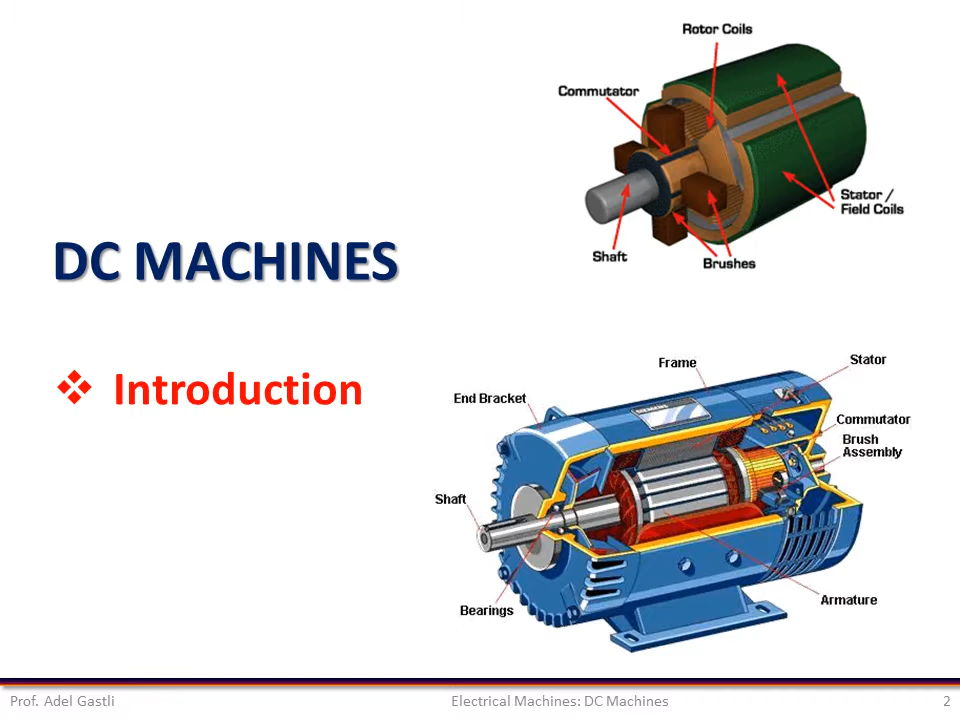 Rotor Coils
Commutator
Stator /
Field Coils
Shaft
Brushes
DC MACHINES
❖ Introduction
Frame
Stator
End Bracket
Commutator
Brush
Assembly
SIEMENS
Shaft
Bearings
Armature
Prof. Adel Gastli
Electrical Machines: DC Machines
2